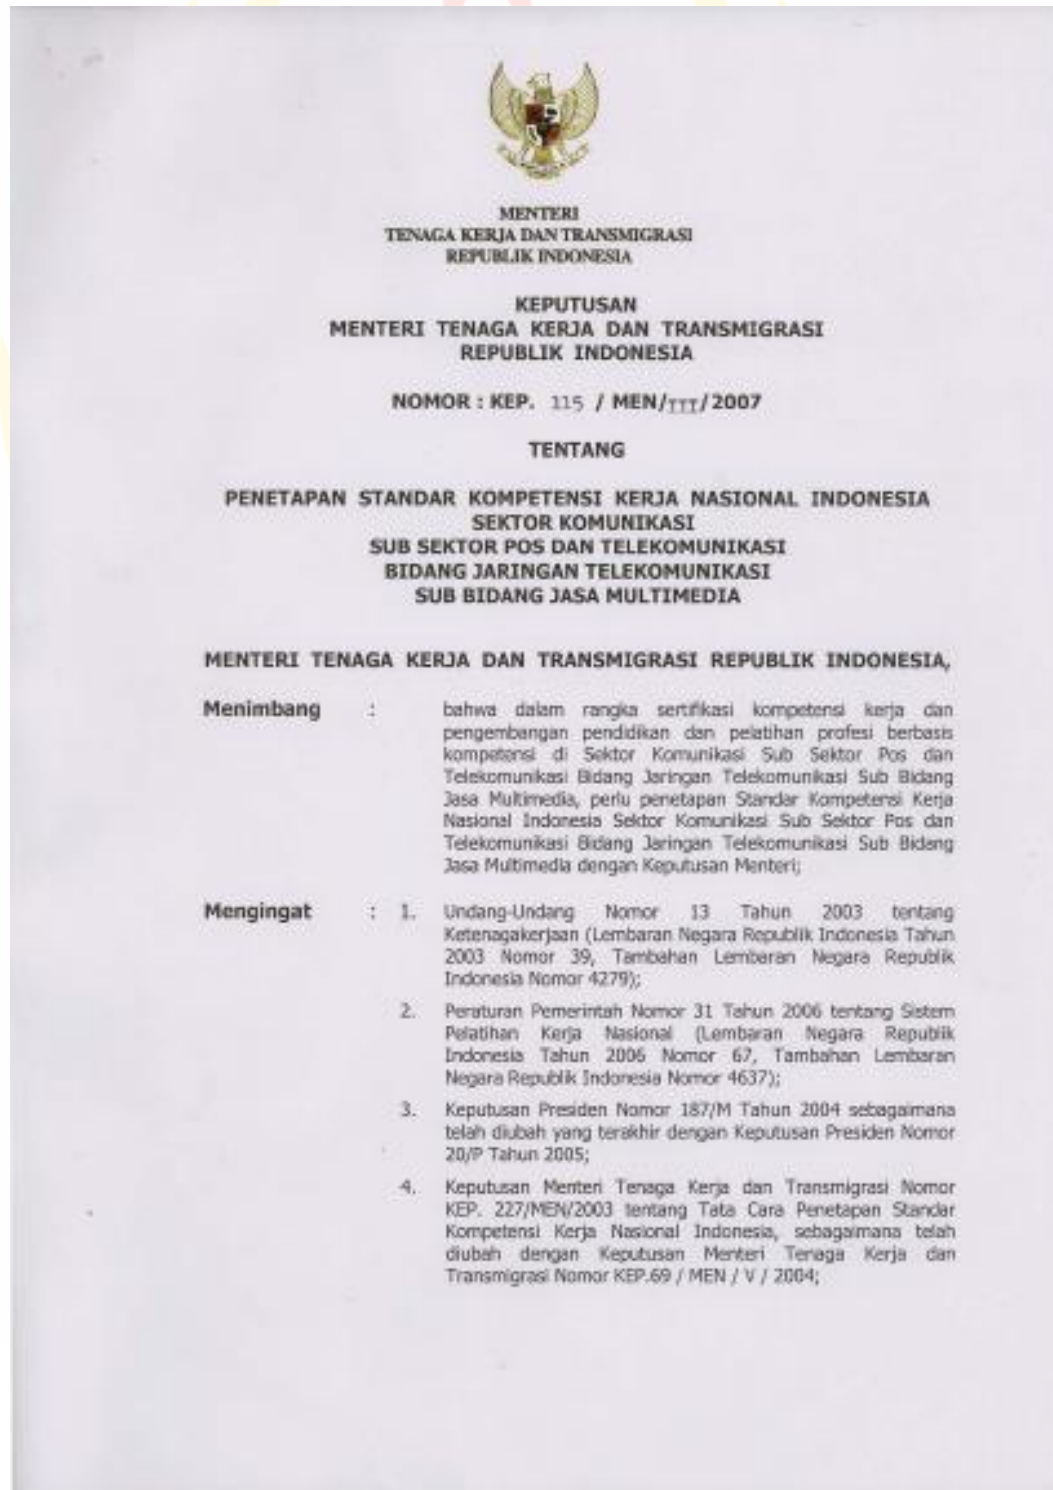 MENTERI
TENAGA KERJA DAN TRANSMIGRASI
REPUBLIK INDONESIA
KEPUTUSAN
MENTERI TENAGA KERJA DAN TRANSMIGRASI
REPUBLIK INDONESIA
NOMOR : KEP. 115 / MEN/III/2007
TENTANG
PENETAPAN STANDAR KOMPETENSI KERJA NASIONAL INDONESIA
SEKTOR KOMUNIKASI
SUB SEKTOR POS DAN TELEKOMUNIKASI
BIDANG JARINGAN TELEKOMUNIKASI
SUB BIDANG JASA MULTIMEDIA
MENTERI TENAGA KERJA DAN TRANSMIGRASI REPUBLIK INDONESIA,
Menimbang : bahwa dalam rangka sertifikasi kompetensi kerja dan
pengembangan pendidikan dan pelatihan profesi berbasis
kompetensi di Sektor Komunikasi Sub Sektor Pos dan
Telekomunikasi Bidang Jaringan Telekomunikasi Sub Bidang
Jasa Multimedia, perlu penetapan Standar Kompetensi Kerja
Nasional Indonesia Sektor Komunikasi Sub Sektor Pos dan
Telekomunikasi Bidang Jaringan Telekomunikasi Sub Bidang
Jasa Multimedia dengan Keputusan Menteri;
Mengingat : 1. Undang-Undang Nomor 13 Tahun 2003 tentang
Ketenagakerjaan (Lembaran Negara Republik Indonesia Tahun
2003 Nomor 39, Tambahan Lembaran Negara Republik
Indonesia Nomor 4279);
2. Peraturan Pemerintah Nomor 31 Tahun 2006 tentang Sistem
Pelatihan Kerja Nasional (Lembaran Negara Republik
Indonesia Tahun 2006 Nomor 67, Tambahan Lembaran
Negara Republik Indonesia Nomor 4637);
3. Keputusan Presiden Nomor 187/M Tahun 2004 sebagaimana
telah diubah yang terakhir dengan Keputusan Presiden Nomor
20/P Tahun 2005;
4. Keputusan Menteri Tenaga Kerja dan Transmigrasi Nomor
KEP. 227/MEN/2003 tentang Tata Cara Penetapan Standar
Kompetensi Kerja Nasional Indonesia, sebagaimana telah
diubah dengan Keputusan Menteri Tenaga Kerja dan
Transmigrasi Nomor KEP.69 / MEN / V / 2004;